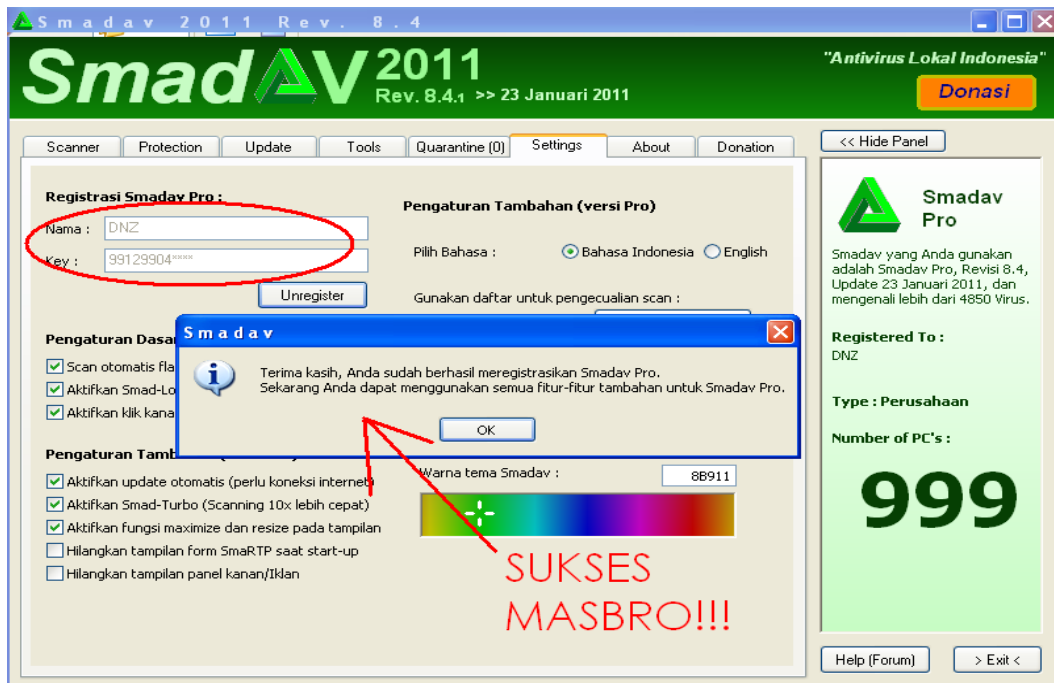 Smadav 2011 Rev. 8.4
SmadAV 2011
Rev. 8.4.1 >> 23 Januari 2011
"Antivirus Lokal Indonesia"
Donasi
Scanner Protection Update Tools Quarantine (0) Settings About Donation
<< Hide Panel
Registrasi Smadav Pro :
Nama : DNZ
Key : 99129904****
Unregister
Pengaturan Tambahan (versi Pro)
Pilih Bahasa : Bahasa Indonesia English
Gunakan daftar untuk pengecualian scan :
Pengaturan Dasa
Scan otomatis fla
Aktifkan Smad-Lo
Aktifkan klik kana
Smadav
Terima kasih, Anda sudah berhasil meregistrasikan Smadav Pro.
Sekarang Anda dapat menggunakan semua fitur-fitur tambahan untuk Smadav Pro.
OK
Pengaturan Tamb
Aktifkan update otomatis (perlu koneksi internet)
Aktifkan Smad-Turbo (Scanning 10x lebih cepat)
Aktifkan fungsi maximize dan resize pada tampilan
Hilangkan tampilan form SmaRTP saat start-up
Hilangkan tampilan panel kanan/Iklan
Warna tema Smadav : 8B911
SUKSES
MASBRO!!!
Smadav
Pro
Smadav yang Anda gunakan
adalah Smadav Pro, Revisi 8.4,
Update 23 Januari 2011, dan
mengenali lebih dari 4850 Virus.
Registered To :
DNZ
Type : Perusahaan
Number of PC's :
999
Help (Forum)
> Exit <